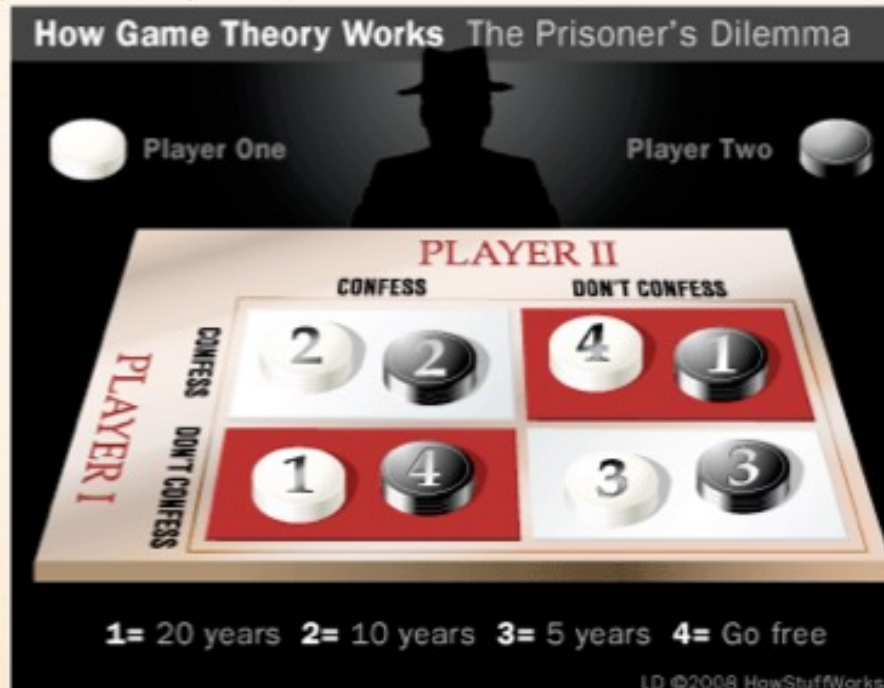 How Game Theory Works The Prisoner's Dilemma
Player One Player Two
PLAYER II
CONFESS DON'T CONFESS
PLAYER I
CONFESS
2 2 4 1
DON'T CONFESS
1 4 3 3
1= 20 years 2= 10 years 3= 5 years 4= Go free
LD ©2008 HowStuffWorks